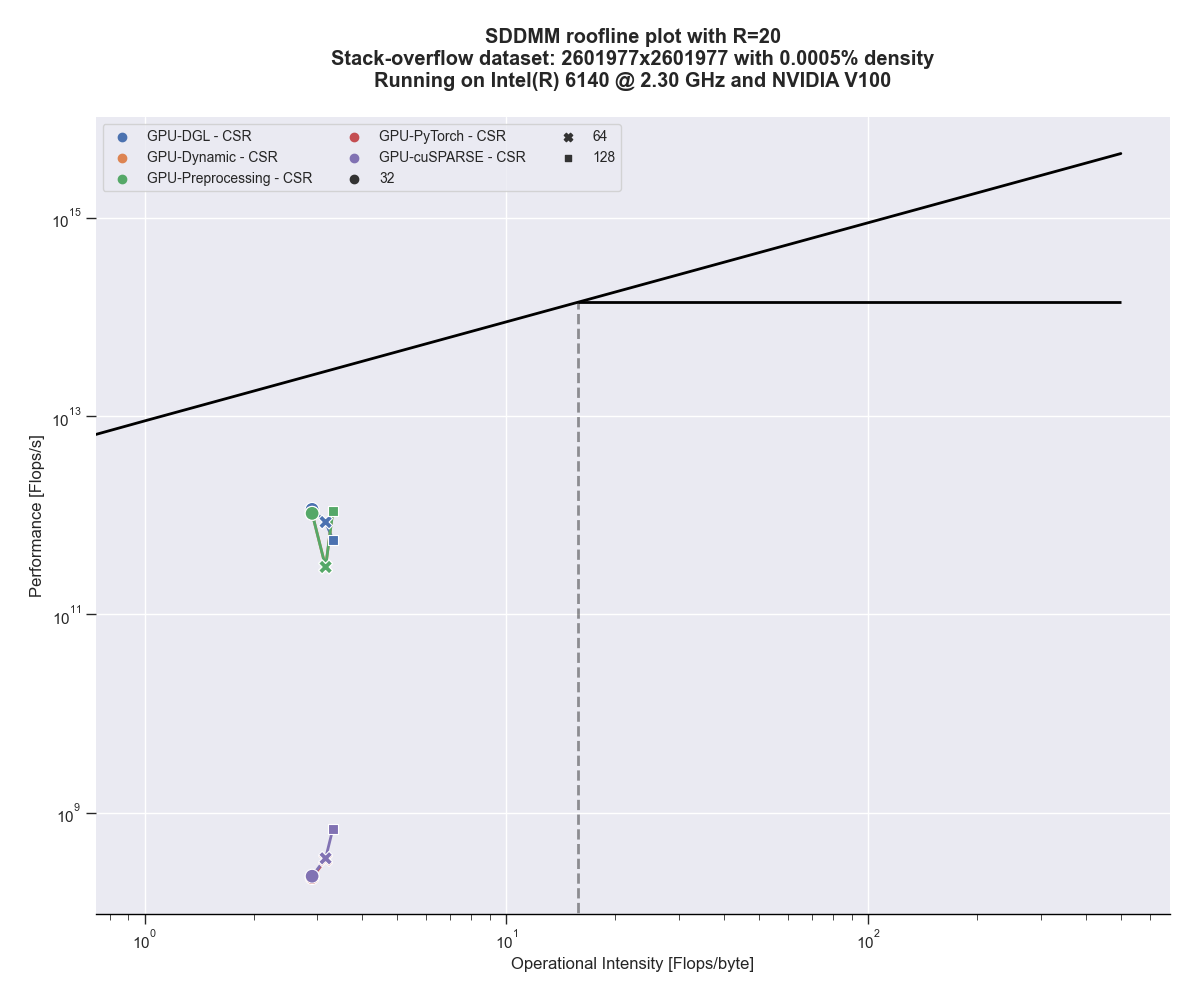 SDDMM roofline plot with R=20
Stack-overflow dataset: 2601977x2601977 with 0.0005% density
Running on Intel(R) 6140 @ 2.30 GHz and NVIDIA V100
GPU-DGL - CSR
GPU-Dynamic - CSR
GPU-Preprocessing - CSR
GPU-PyTorch - CSR
GPU-cuSPARSE - CSR
32
64
128
Performance [Flops/s]
10^15
10^13
10^11
10^9
10^0
10^1
10^2
Operational Intensity [Flops/byte]